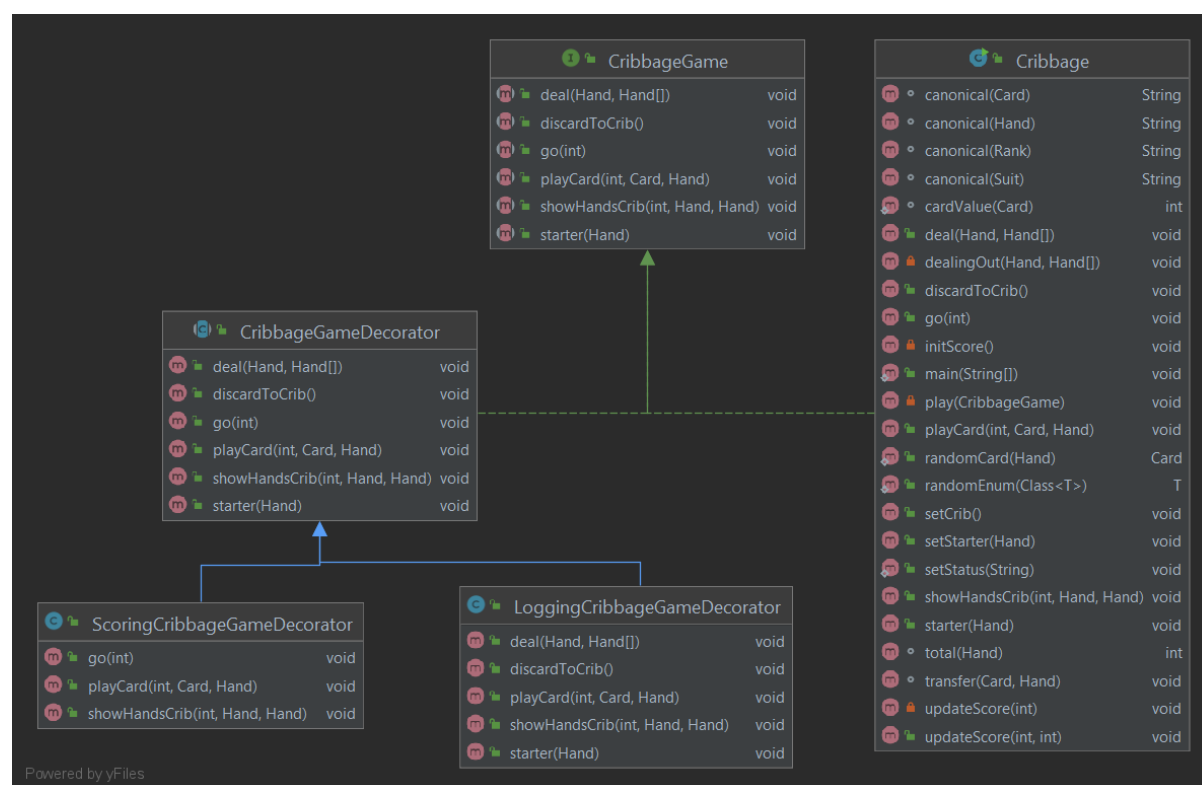 CribbageGame
deal(Hand, Hand[]) void
discardToCrib() void
go(int) void
playCard(int, Card, Hand) void
showHandsCrib(int, Hand, Hand) void
starter(Hand) void
Cribbage
canonical(Card) String
canonical(Hand) String
canonical(Rank) String
canonical(Suit) String
cardValue(Card) int
deal(Hand, Hand[]) void
dealingOut(Hand, Hand[]) void
discardToCrib() void
go(int) void
initScore() void
main(String[]) void
play(CribbageGame) void
playCard(int, Card, Hand) void
randomCard(Hand) Card
randomEnum(Class<T>) T
setCrib() void
setStarter(Hand) void
setStatus(String) void
showHandsCrib(int, Hand, Hand) void
starter(Hand) void
total(Hand) int
transfer(Card, Hand) void
updateScore(int) void
updateScore(int, int) void
CribbageGameDecorator
deal(Hand, Hand[]) void
discardToCrib() void
go(int) void
playCard(int, Card, Hand) void
showHandsCrib(int, Hand, Hand) void
starter(Hand) void
ScoringCribbageGameDecorator
go(int) void
playCard(int, Card, Hand) void
showHandsCrib(int, Hand, Hand) void
LoggingCribbageGameDecorator
deal(Hand, Hand[]) void
discardToCrib() void
playCard(int, Card, Hand) void
showHandsCrib(int, Hand, Hand) void
starter(Hand) void
Powered by yFiles